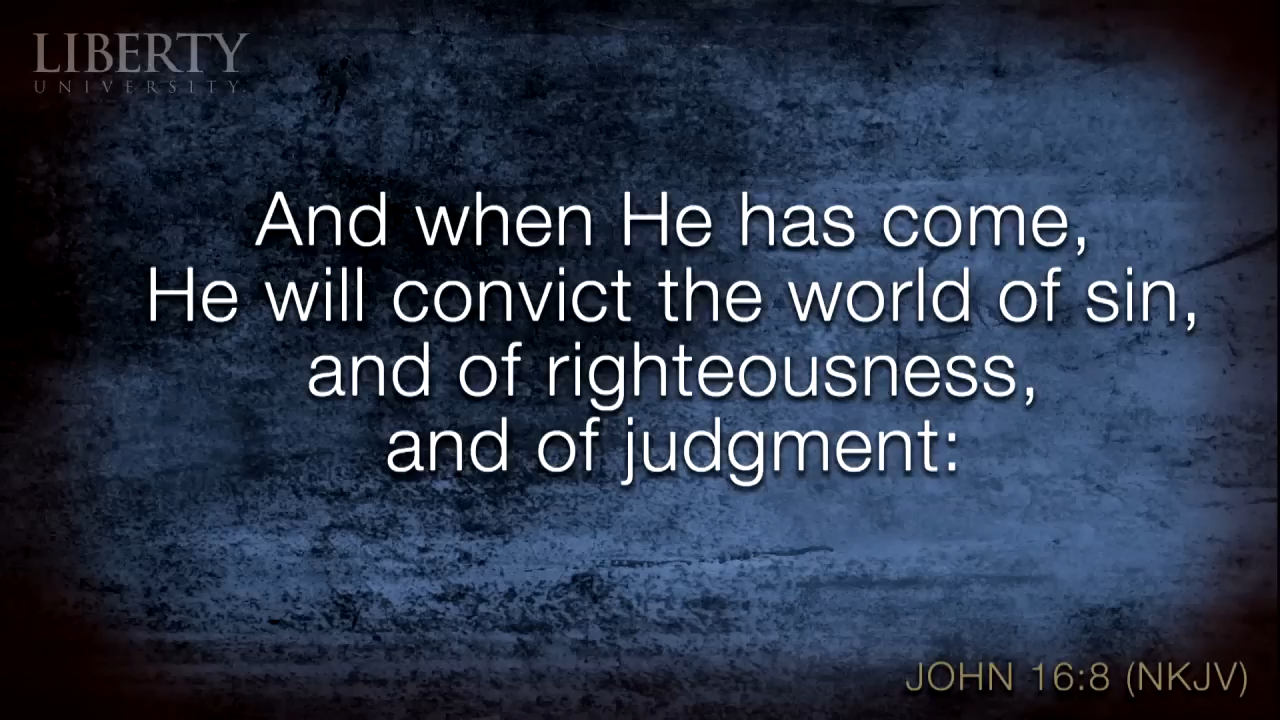 LIBERTY
UNIVERSITY.
And when He has come,
He will convict the world of sin,
and of righteousness,
and of judgment:
JOHN 16:8 (NKJV)